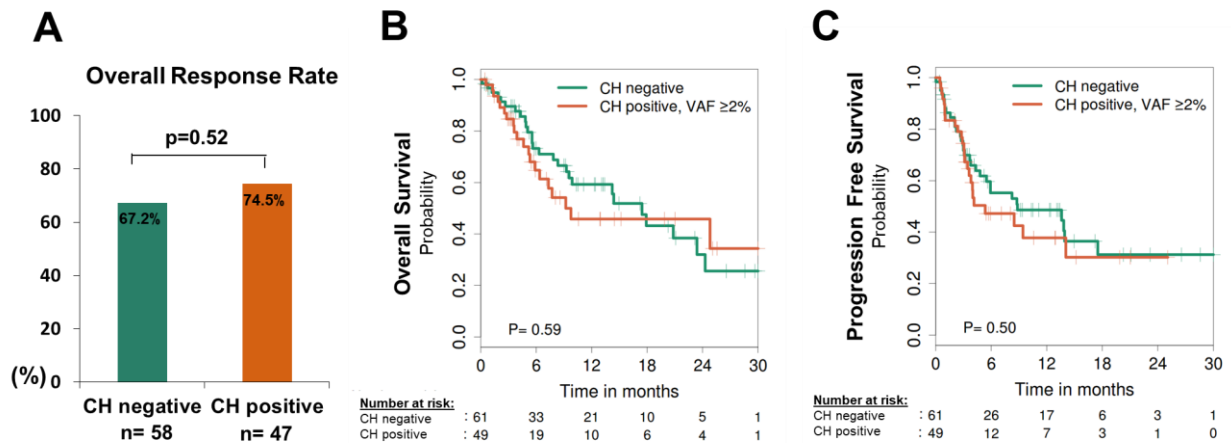 A
Overall Response Rate
100
80
60
40
20
0
(%)
p=0.52
67.2%
74.5%
CH negative
n= 58
CH positive
n= 47
B
Overall Survival
Probability
1.0
0.8
0.6
0.4
0.2
0.0
CH negative
CH positive, VAF ≥2%
P= 0.59
0 6 12 18 24 30
Time in months
Number at risk:
CH negative : 61 33 21 10 5 1
CH positive : 49 19 10 6 4 1
C
Progression Free Survival
Probability
1.0
0.8
0.6
0.4
0.2
0.0
CH negative
CH positive, VAF ≥2%
P= 0.50
0 6 12 18 24 30
Time in months
Number at risk:
CH negative : 61 26 17 6 3 1
CH positive : 49 12 7 3 1 0